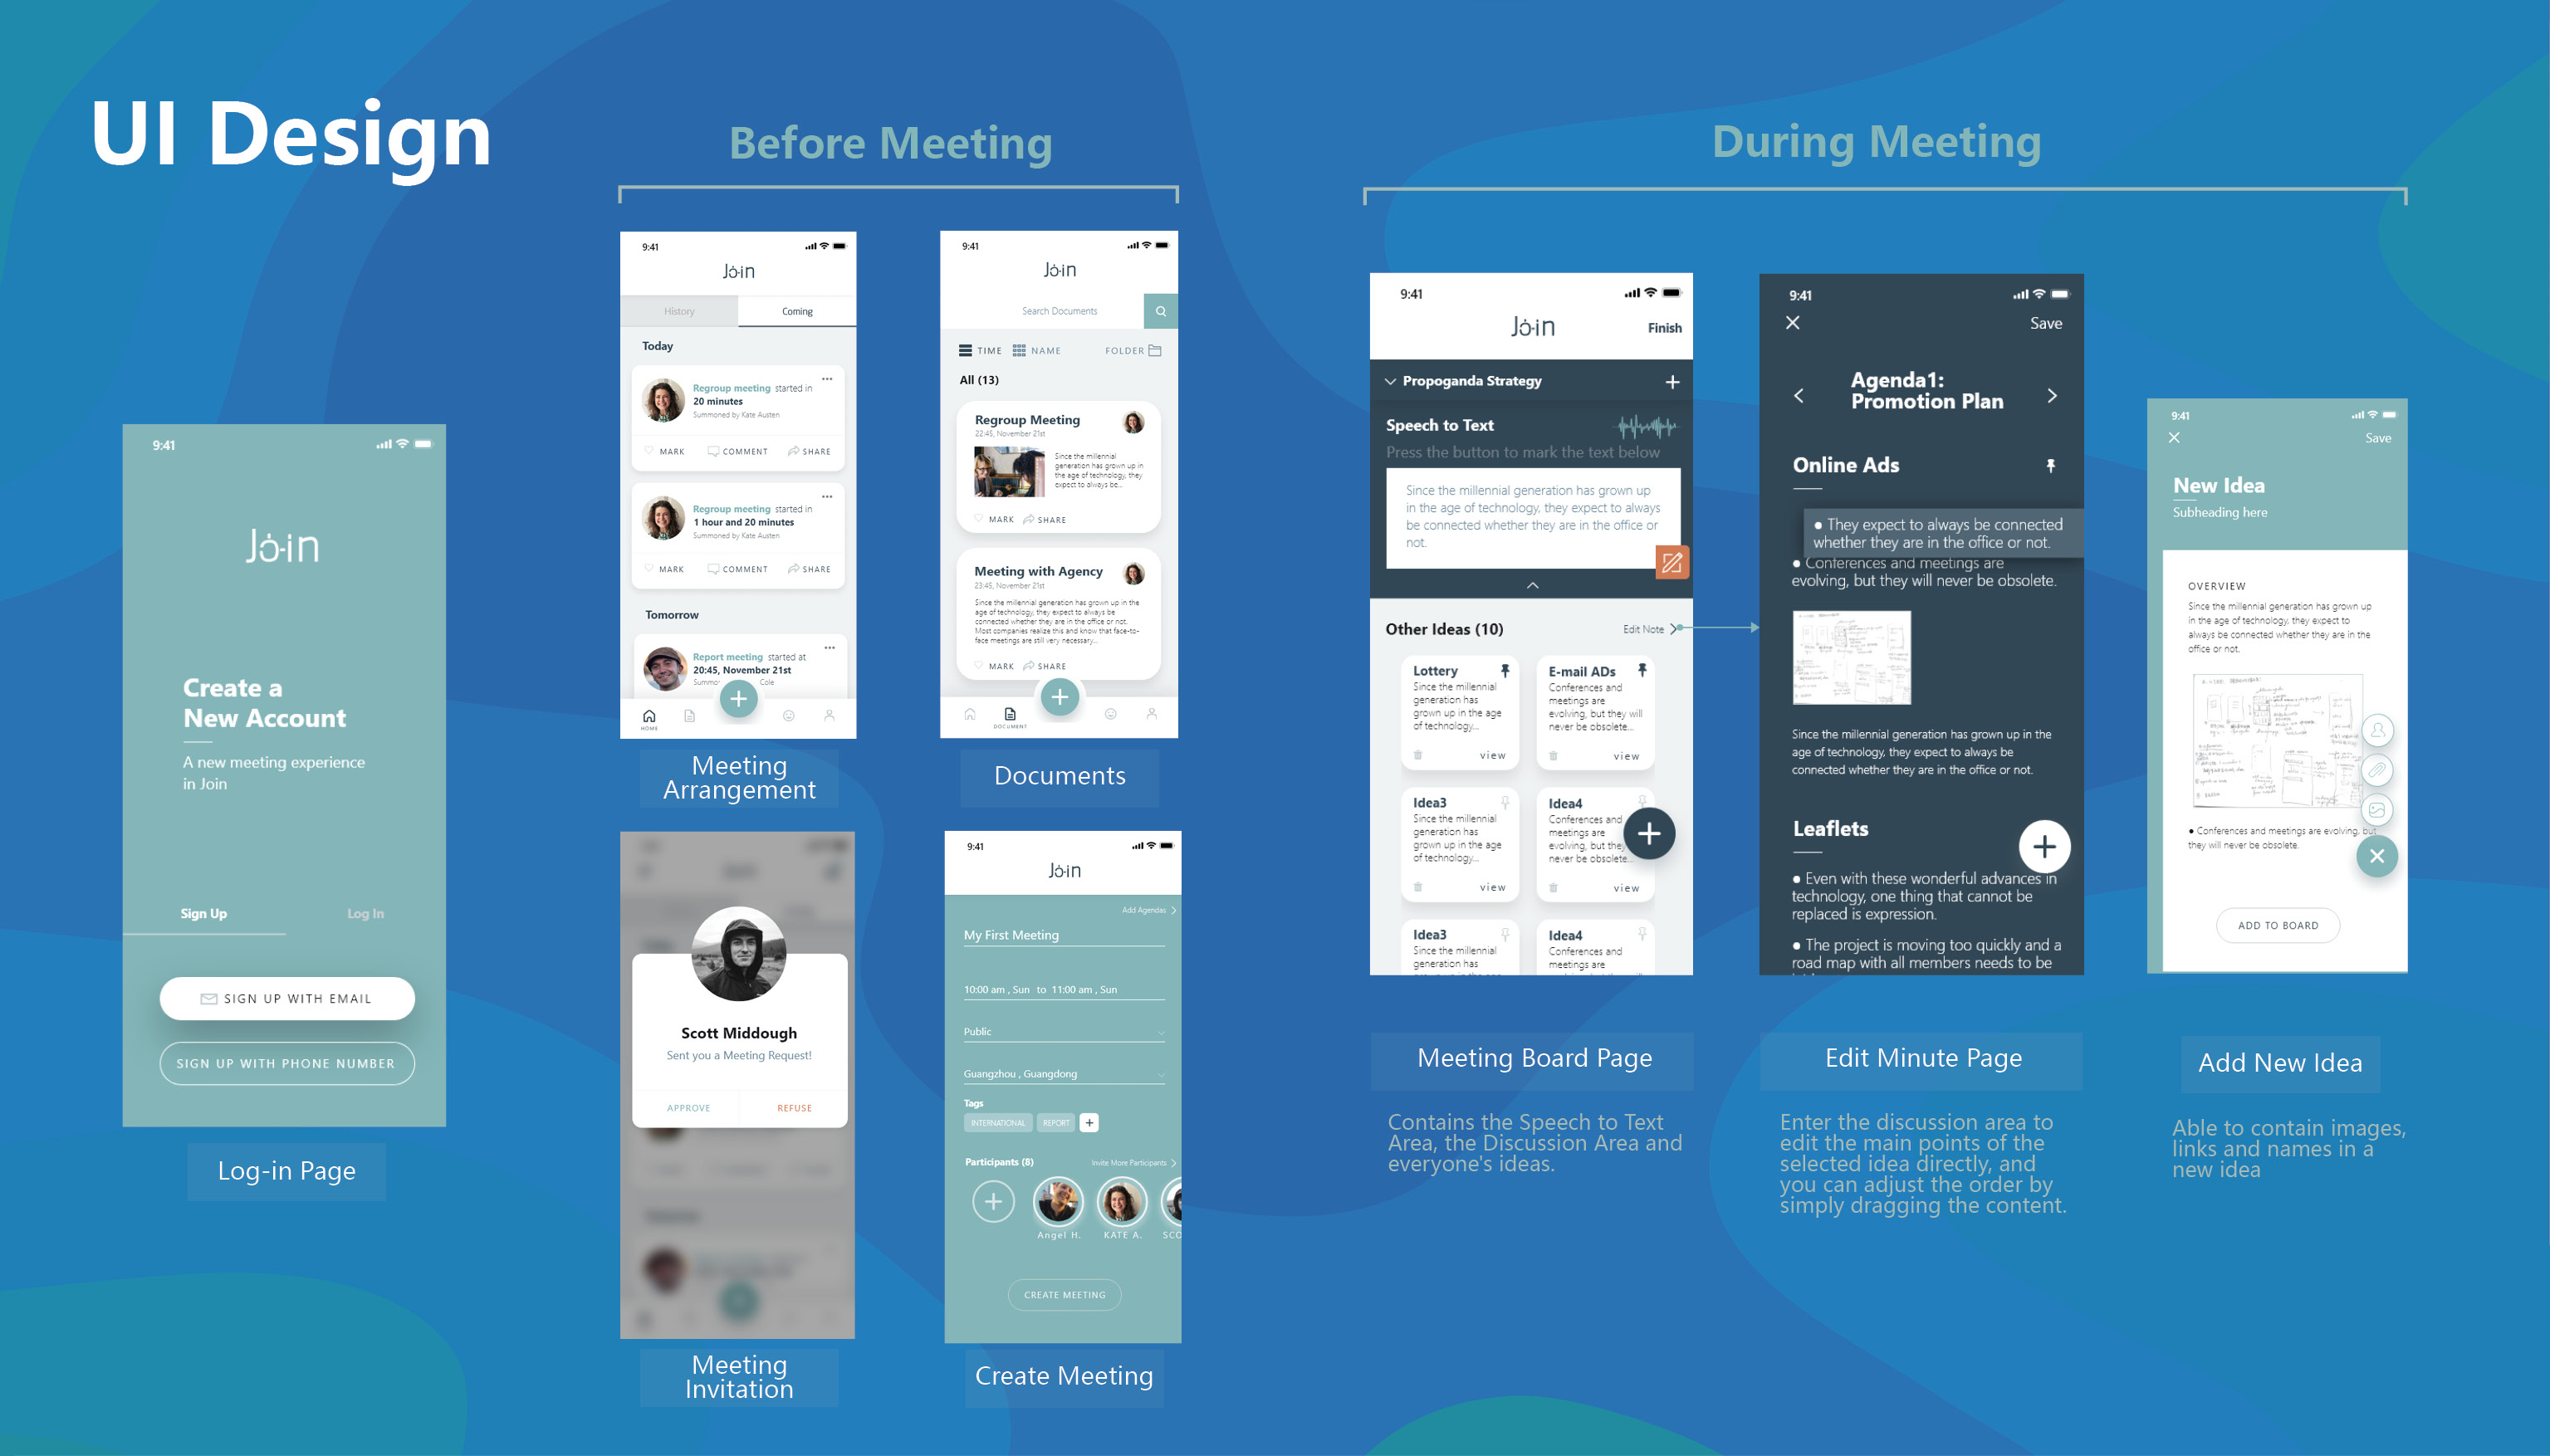 UI Design
Before Meeting
During Meeting
9:41
Jo-in
Create a
New Account
A new meeting experience
in Join
Sign Up
Log In
SIGN UP WITH EMAIL
SIGN UP WITH PHONE NUMBER
Log-in Page
9:41
Jo-in
History
Coming
Today
Regroup meeting started in
20 minutes
Summoned by Kate Austen
MARK
COMMENT
SHARE
Regroup meeting started in
1 hour and 20 minutes
Summoned by Kate Austen
MARK
COMMENT
SHARE
Tomorrow
Report meeting started at
20:45, November 21st
Cole
HOME
Meeting
Arrangement
9:41
Jo-in
Search Documents
TIME
NAME
FOLDER
All (13)
Regroup Meeting
22:45, November 21st
Since the millennial
generation has grown up in
the age of technology, they
expect to always be...
MARK
SHARE
Meeting with Agency
23:45, November 21st
Since the millennial generation has grown up in the
age of technology, they expect to always be
connected whether they are in the office or not.
Most companies realize this and know that face-to-
face meetings are still very necessary...
MARK
SHARE
DOCUMENT
Documents
Scott Middough
Sent you a Meeting Request!
APPROVE
REFUSE
Meeting
Invitation
9:41
Jo-in
Add Agendas
My First Meeting
10:00 am , Sun to 11:00 am , Sun
Public
Guangzhou , Guangdong
Tags
INTERNATIONAL
REPORT
Participants (8)
Invite More Participants
Angel H.
KATE A.
SCO
CREATE MEETING
Create Meeting
9:41
Jo-in
Finish
Propoganda Strategy
Speech to Text
Press the button to mark the text below
Since the millennial generation has grown up
in the age of technology, they expect to always
be connected whether they are in the office or
not.
Other Ideas (10)
Edit Note
Lottery
Since the millennial
generation has
grown up in the age
of technology...
view
E-mail ADs
Conferences and
meetings are
evolving, but they will
never be obsolete...
view
Idea3
Since the millennial
generation has
grown up in the age
of technology...
view
Idea4
Conferences and
meetings are
evolving, but they
never be obsolete...
view
Idea3
Since the millennial
generation has
Idea4
Conferences and
meetings are
Meeting Board Page
Contains the Speech to Text
Area, the Discussion Area and
everyone's ideas.
9:41
Save
Agenda1:
Promotion Plan
Online Ads
● They expect to always be connected
whether they are in the office or not.
● Conferences and meetings are
evolving, but they will never be obsolete.
Since the millennial generation has grown up in the
age of technology, they expect to always be
connected whether they are in the office or not.
Leaflets
● Even with these wonderful advances in
technology, one thing that cannot be
replaced is expression.
● The project is moving too quickly and a
road map with all members needs to be
Edit Minute Page
Enter the discussion area to
edit the main points of the
selected idea directly, and
you can adjust the order by
simply dragging the content.
9:41
Save
New Idea
Subheading here
OVERVIEW
Since the millennial generation has grown up
in the age of technology, they expect to
always be connected whether they are in the
office or not.
● Conferences and meetings are evolving, but
they will never be obsolete.
ADD TO BOARD
Add New Idea
Able to contain images,
links and names in a
new idea